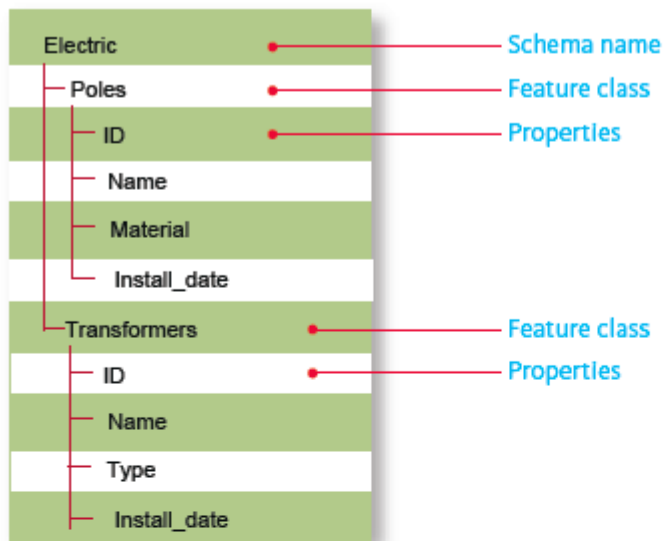 Electric Schema name
Poles Feature class
ID Properties
Name
Material
Install_date
Transformers Feature class
ID Properties
Name
Type
Install_date